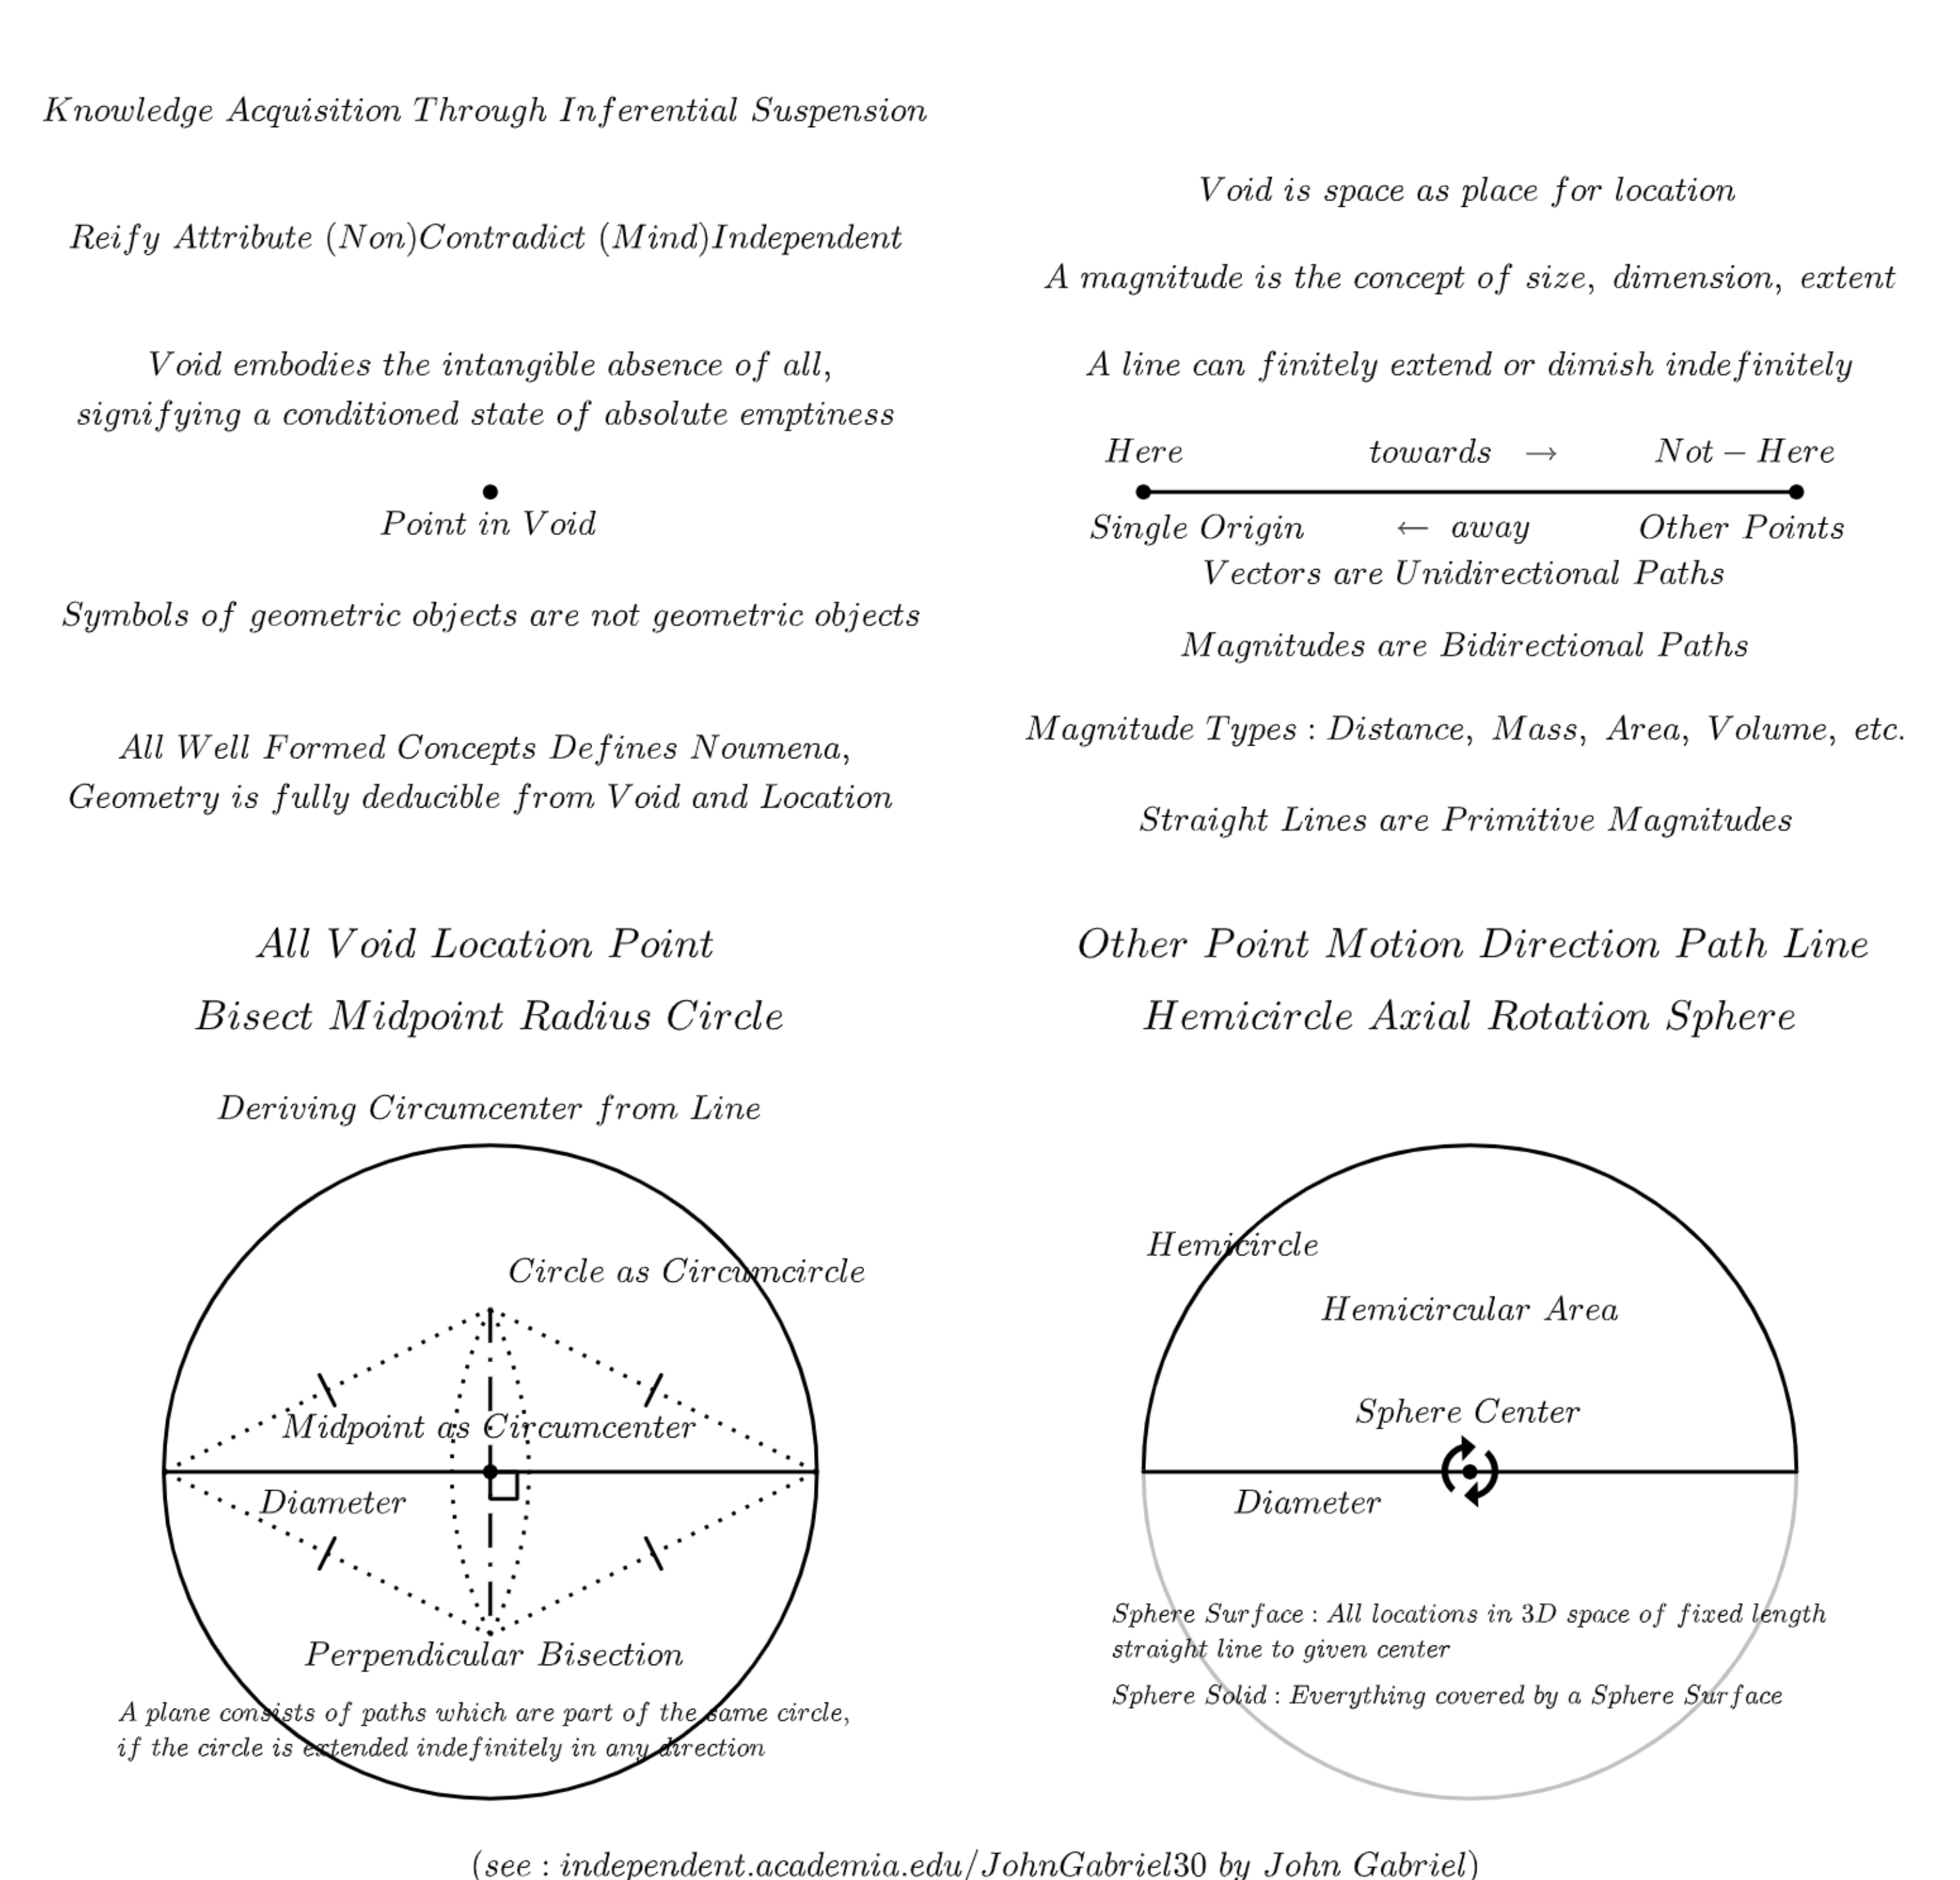 Knowledge Acquisition Through Inferential Suspension
Reify Attribute (Non)Contradict (Mind)Independent
Void embodies the intangible absence of all,
signifying a conditioned state of absolute emptiness
Point in Void
Symbols of geometric objects are not geometric objects
All Well Formed Concepts Defines Noumena,
Geometry is fully deducible from Void and Location
Void is space as place for location
A magnitude is the concept of size, dimension, extent
A line can finitely extend or dimish indefinitely
Here towards → Not − Here
Single Origin ← away Other Points
Vectors are Unidirectional Paths
Magnitudes are Bidirectional Paths
Magnitude Types : Distance, Mass, Area, Volume, etc.
Straight Lines are Primitive Magnitudes
All Void Location Point
Bisect Midpoint Radius Circle
Other Point Motion Direction Path Line
Hemicircle Axial Rotation Sphere
Deriving Circumcenter from Line
Circle as Circumcircle
Midpoint as Circumcenter
Diameter
Perpendicular Bisection
A plane consists of paths which are part of the same circle,
if the circle is extended indefinitely in any direction
Hemicircle
Hemicircular Area
Sphere Center
Diameter
Sphere Surface : All locations in 3D space of fixed length
straight line to given center
Sphere Solid : Everything covered by a Sphere Surface
(see : independent.academia.edu/JohnGabriel30 by John Gabriel)